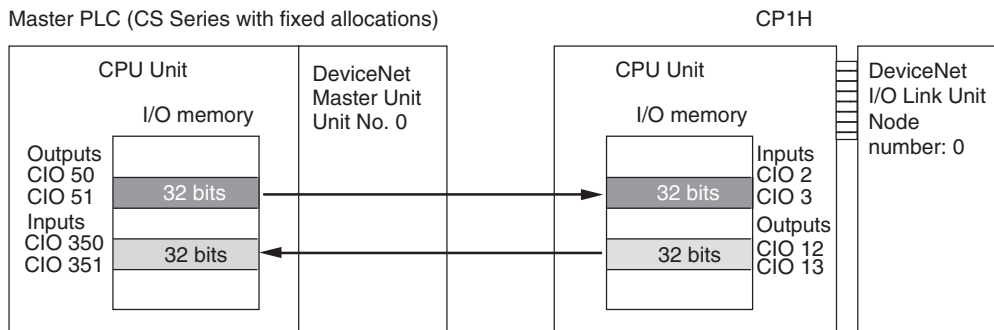 Master PLC (CS Series with fixed allocations)
CP1H
CPU Unit
DeviceNet
Master Unit
Unit No. 0
I/O memory
Outputs
CIO 50
CIO 51
32 bits
Inputs
CIO 350
CIO 351
32 bits
CPU Unit
I/O memory
Inputs
CIO 2
CIO 3
32 bits
Outputs
CIO 12
CIO 13
32 bits
DeviceNet
I/O Link Unit
Node
number: 0